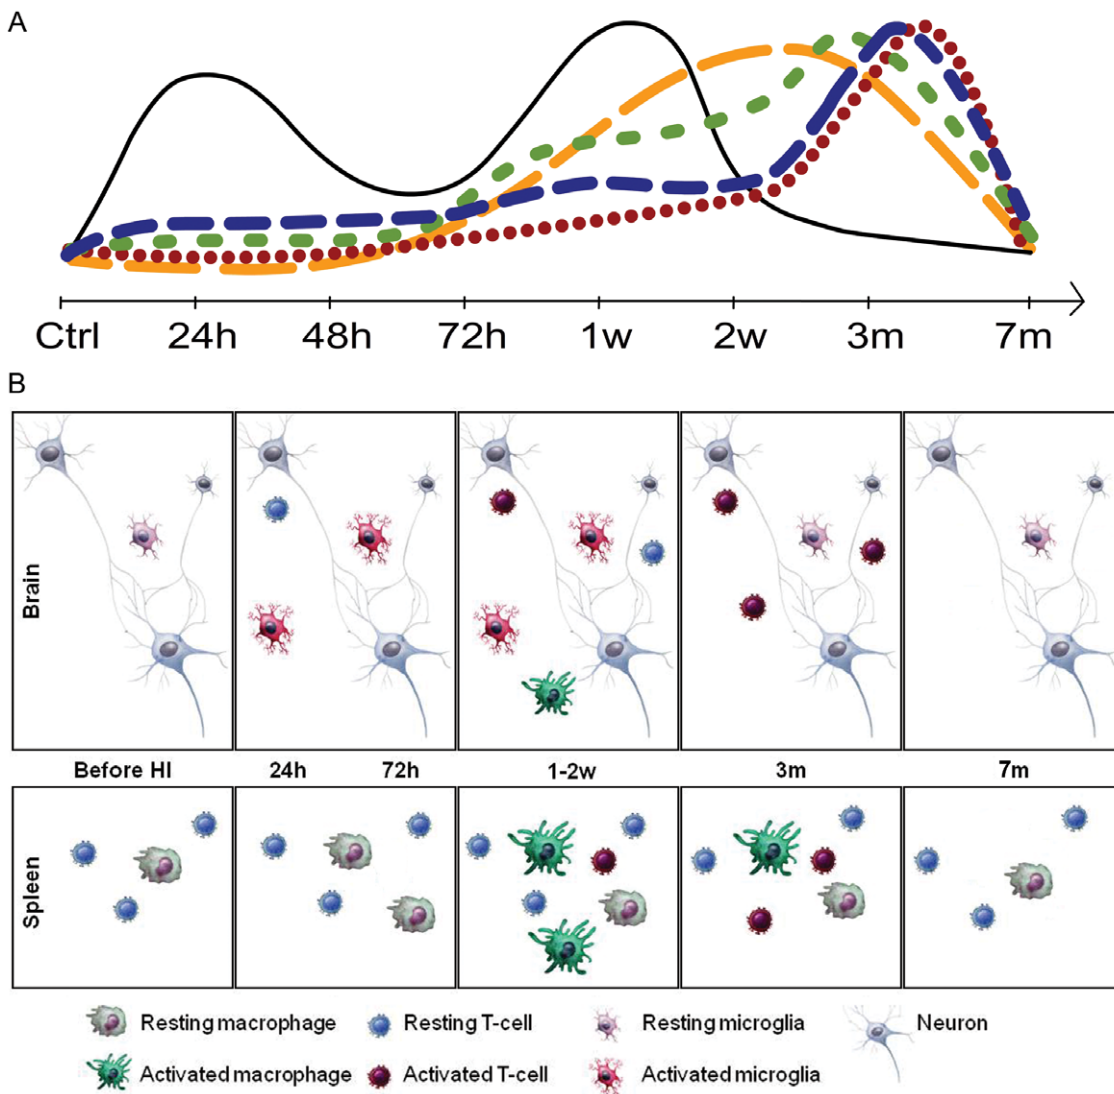 A
Ctrl 24h 48h 72h 1w 2w 3m 7m
B
Brain
Before HI 24h 72h 1-2w 3m 7m
Spleen
Resting macrophage Resting T-cell Resting microglia Neuron
Activated macrophage Activated T-cell Activated microglia